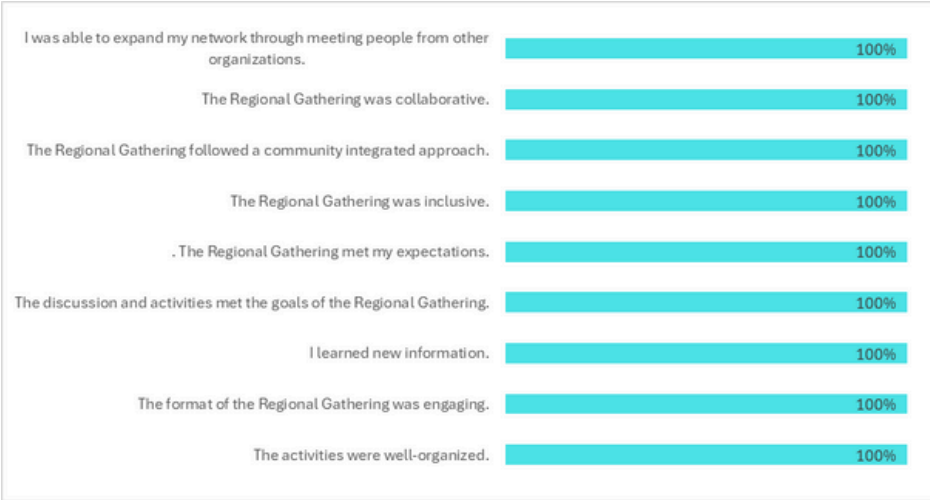 I was able to expand my network through meeting people from other
organizations.
100%
The Regional Gathering was collaborative.
100%
The Regional Gathering followed a community integrated approach.
100%
The Regional Gathering was inclusive.
100%
. The Regional Gathering met my expectations.
100%
The discussion and activities met the goals of the Regional Gathering.
100%
I learned new information.
100%
The format of the Regional Gathering was engaging.
100%
The activities were well-organized.
100%